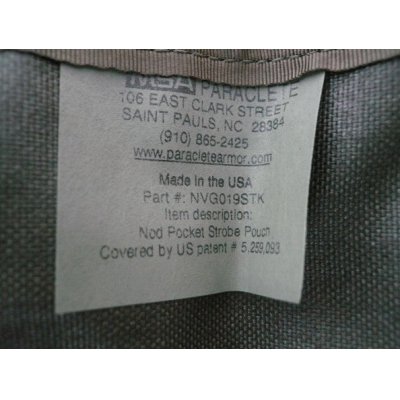 MSA PARACLETE
106 EAST CLARK STREET
SAINT PAULS, NC 28384
(910) 865-2425
www.paracletearmor.com
Made in the USA
Part #: NVG019STK
Item description:
Nod Pocket Strobe Pouch
Covered by US patent # 5,259,093